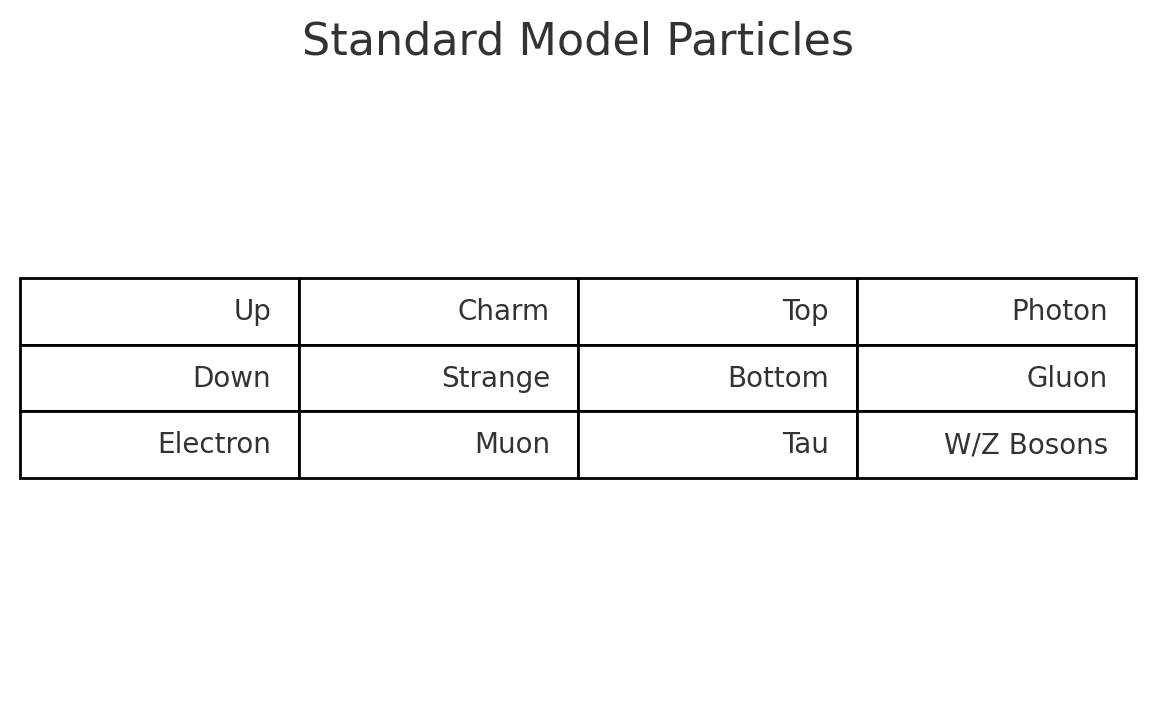 Standard Model Particles
Up Charm Top Photon
Down Strange Bottom Gluon
Electron Muon Tau W/Z Bosons